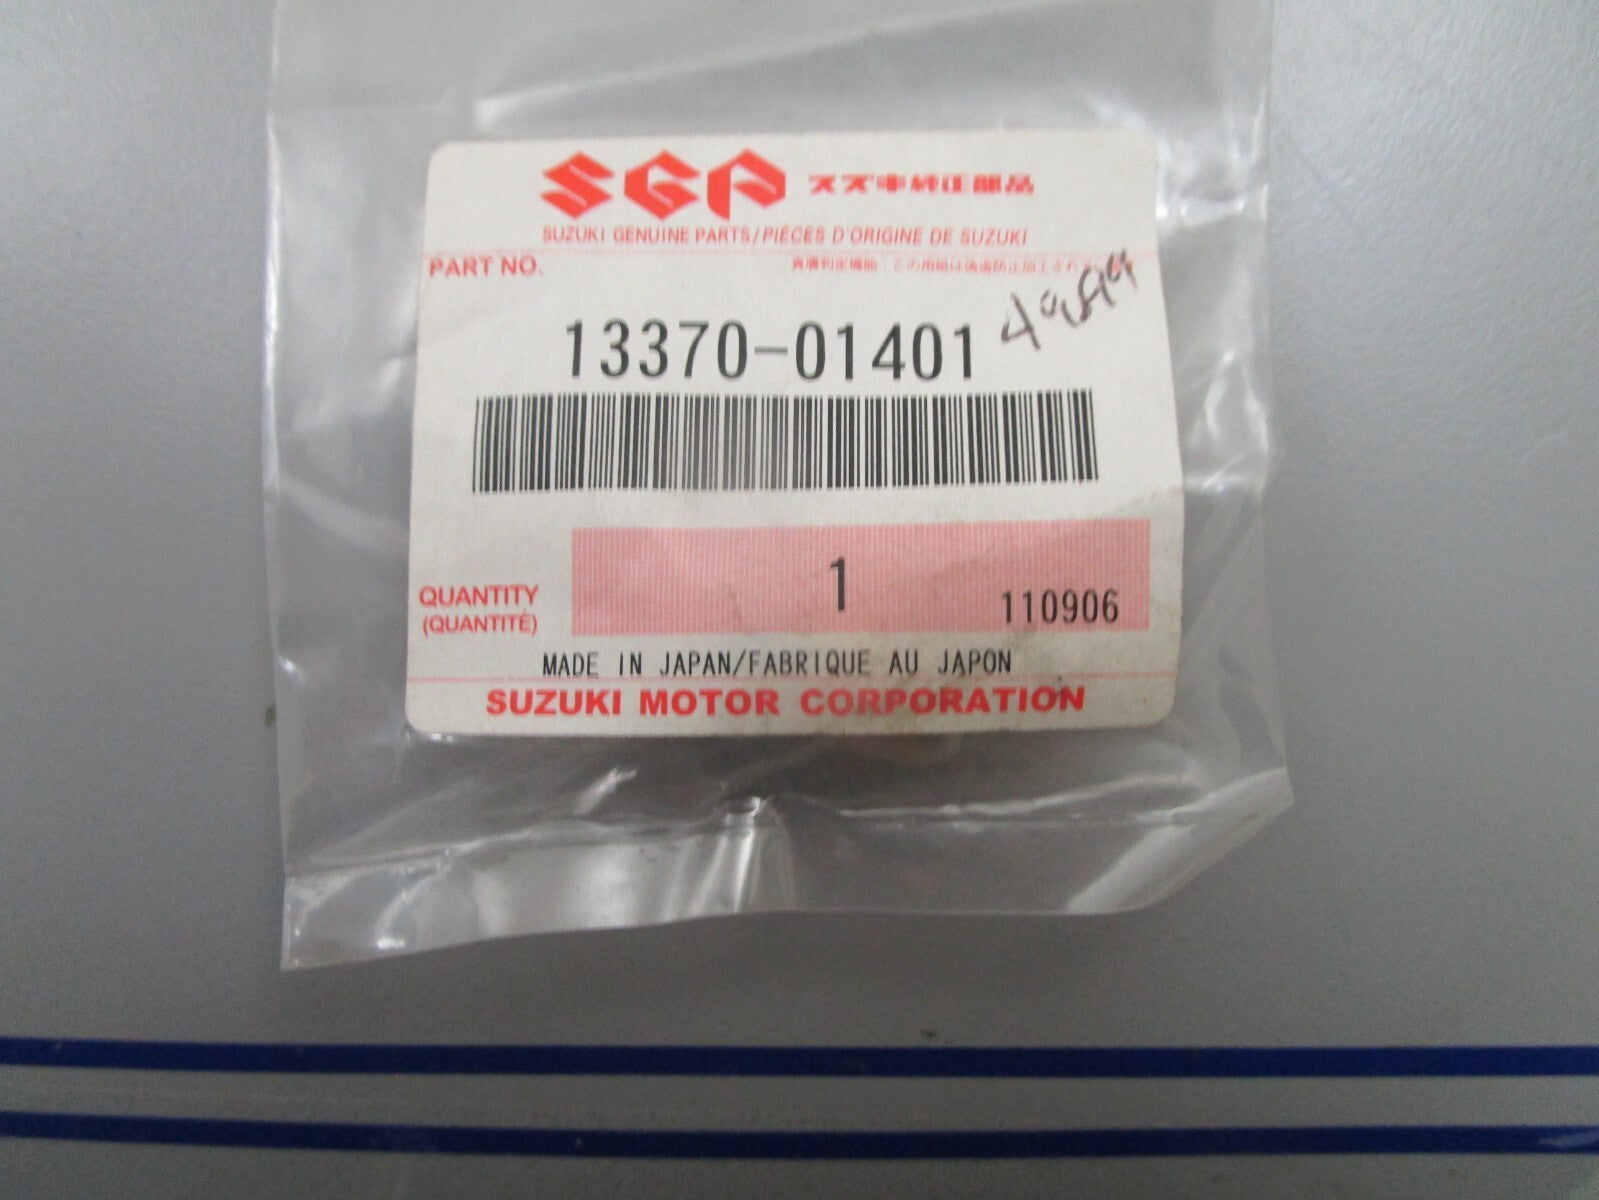 SGP スズキ純正部品
SUZUKI GENUINE PARTS/PIÈCES D'ORIGINE DE SUZUKI
PART NO.
13370-01401
1
110906
QUANTITY
(QUANTITÉ)
MADE IN JAPAN/FABRIQUE AU JAPON
SUZUKI MOTOR CORPORATION